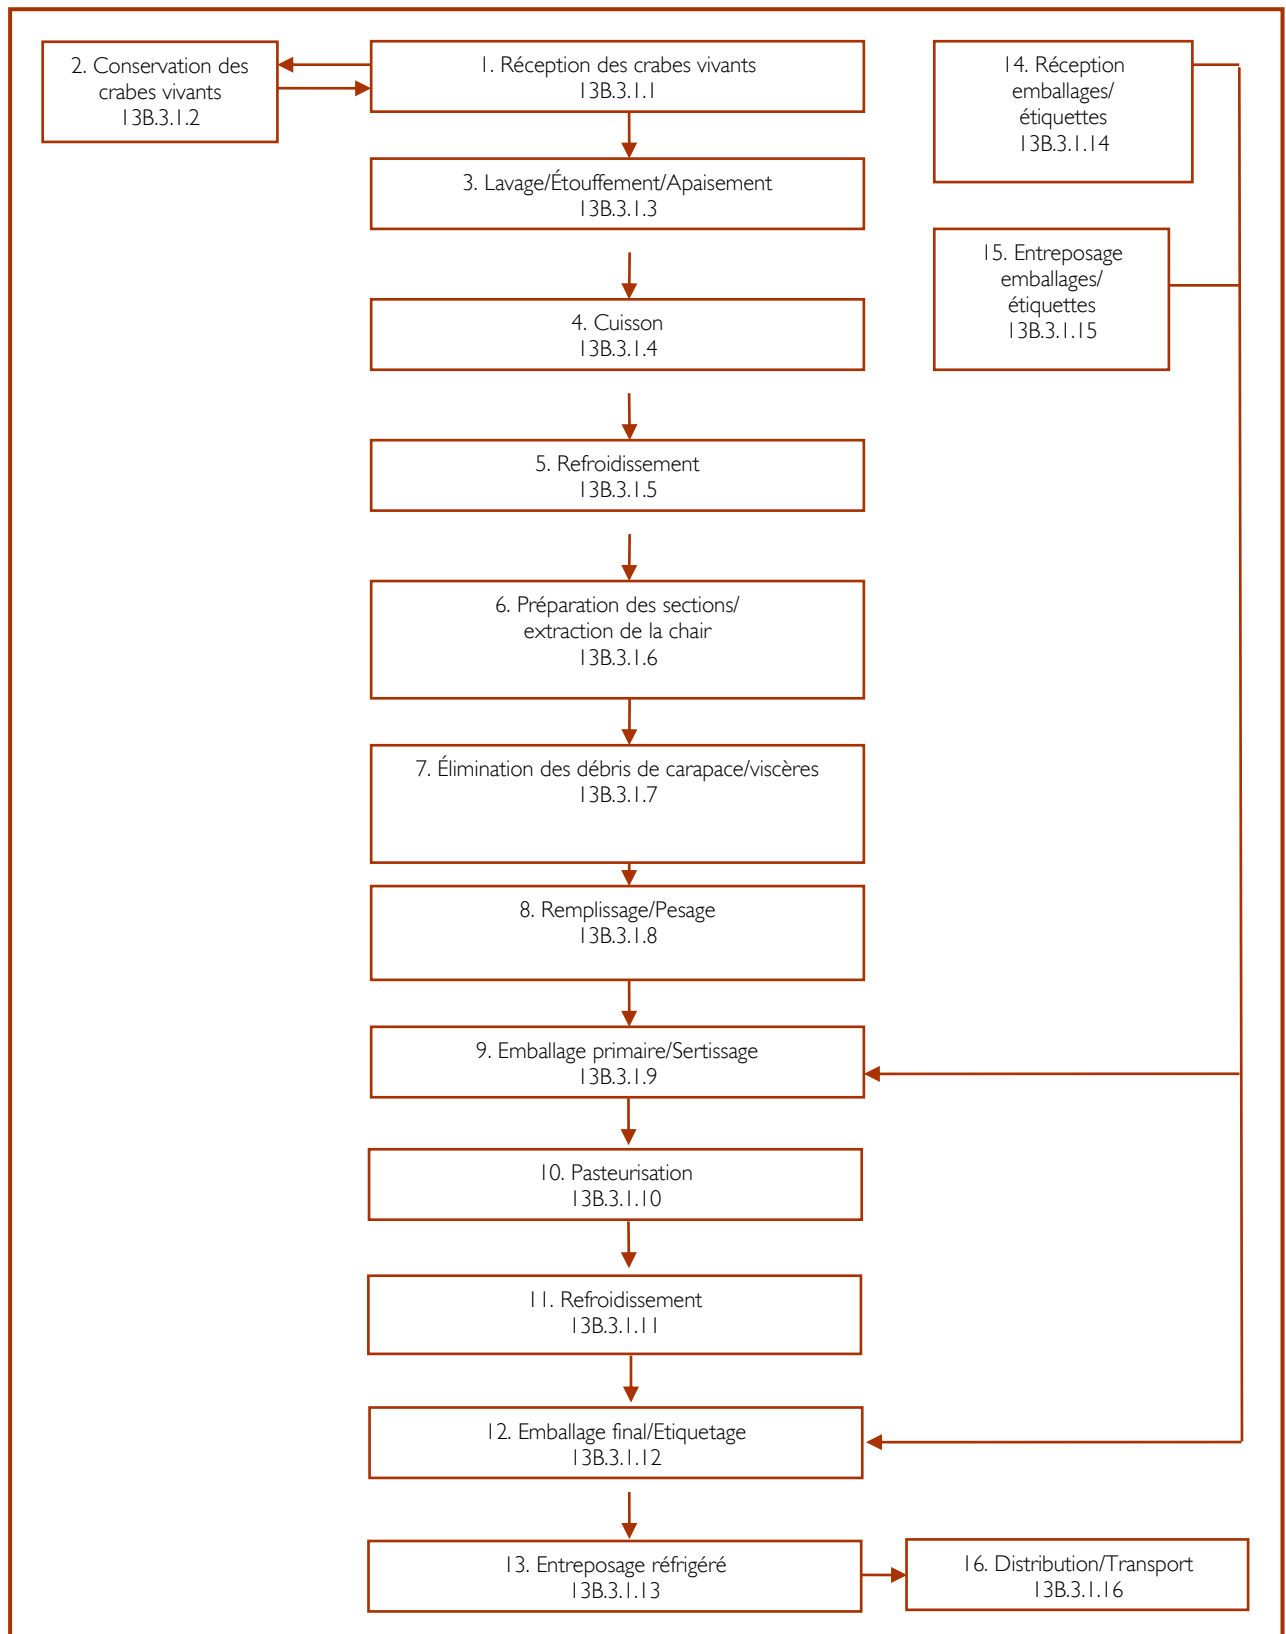 2. Conservation des
crabes vivants
13B.3.1.2
1. Réception des crabes vivants
13B.3.1.1
14. Réception
emballages/
étiquettes
13B.3.1.14
3. Lavage/Étouffement/Apaisement
13B.3.1.3
15. Entreposage
emballages/
étiquettes
13B.3.1.15
4. Cuisson
13B.3.1.4
5. Refroidissement
13B.3.1.5
6. Préparation des sections/
extraction de la chair
13B.3.1.6
7. Élimination des débris de carapace/viscères
13B.3.1.7
8. Remplissage/Pesage
13B.3.1.8
9. Emballage primaire/Sertissage
13B.3.1.9
10. Pasteurisation
13B.3.1.10
11. Refroidissement
13B.3.1.11
12. Emballage final/Etiquetage
13B.3.1.12
13. Entreposage réfrigéré
13B.3.1.13
16. Distribution/Transport
13B.3.1.16